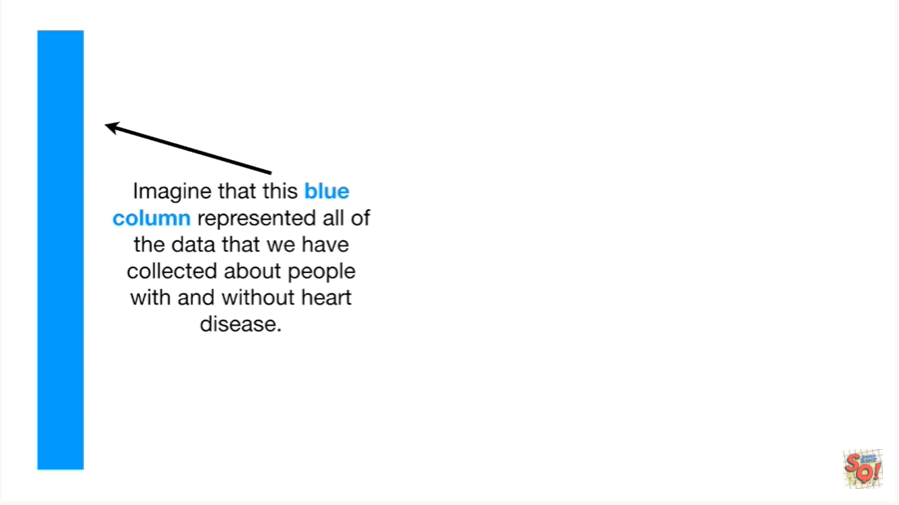 Imagine that this blue
column represented all of
the data that we have
collected about people
with and without heart
disease.
SQ!